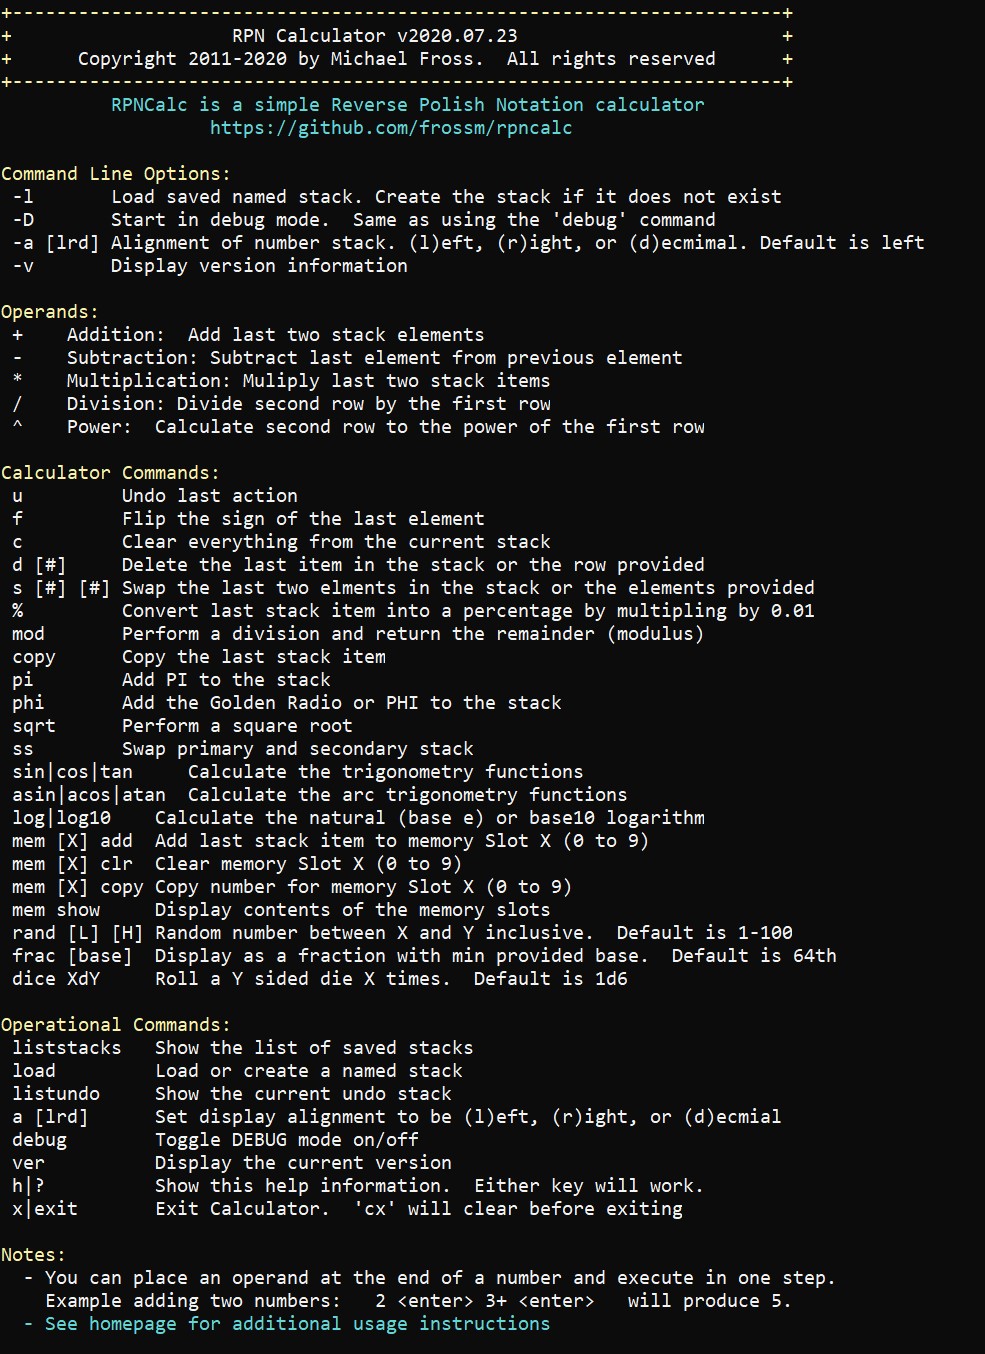 +----------------------------------------------------------------------+
+                    RPN Calculator v2020.07.23                        +
+      Copyright 2011-2020 by Michael Fross.  All rights reserved      +
+----------------------------------------------------------------------+
RPNCalc is a simple Reverse Polish Notation calculator
https://github.com/frossm/rpncalc
Command Line Options:
-l       Load saved named stack. Create the stack if it does not exist
-D       Start in debug mode.  Same as using the 'debug' command
-a [lrd] Alignment of number stack. (l)eft, (r)ight, or (d)ecmimal. Default is left
-v       Display version information
Operands:
+    Addition:  Add last two stack elements
-    Subtraction: Subtract last element from previous element
*    Multiplication: Muliply last two stack items
/    Division: Divide second row by the first row
^    Power:  Calculate second row to the power of the first row
Calculator Commands:
u         Undo last action
f         Flip the sign of the last element
c         Clear everything from the current stack
d [#]     Delete the last item in the stack or the row provided
s [#] [#] Swap the last two elments in the stack or the elements provided
%         Convert last stack item into a percentage by multipling by 0.01
mod       Perform a division and return the remainder (modulus)
copy      Copy the last stack item
pi        Add PI to the stack
phi       Add the Golden Radio or PHI to the stack
sqrt      Perform a square root
ss        Swap primary and secondary stack
sin|cos|tan     Calculate the trigonometry functions
asin|acos|atan  Calculate the arc trigonometry functions
log|log10    Calculate the natural (base e) or base10 logarithm
mem [X] add  Add last stack item to memory Slot X (0 to 9)
mem [X] clr  Clear memory Slot X (0 to 9)
mem [X] copy Copy number for memory Slot X (0 to 9)
mem show     Display contents of the memory slots
rand [L] [H] Random number between X and Y inclusive.  Default is 1-100
frac [base]  Display as a fraction with min provided base.  Default is 64th
dice XdY     Roll a Y sided die X times.  Default is 1d6
Operational Commands:
liststacks   Show the list of saved stacks
load         Load or create a named stack
listundo     Show the current undo stack
a [lrd]      Set display alignment to be (l)eft, (r)ight, or (d)ecmial
debug        Toggle DEBUG mode on/off
ver          Display the current version
h|?          Show this help information.  Either key will work.
x|exit       Exit Calculator.  'cx' will clear before exiting
Notes:
- You can place an operand at the end of a number and execute in one step.
Example adding two numbers:   2 <enter> 3+ <enter>   will produce 5.
- See homepage for additional usage instructions